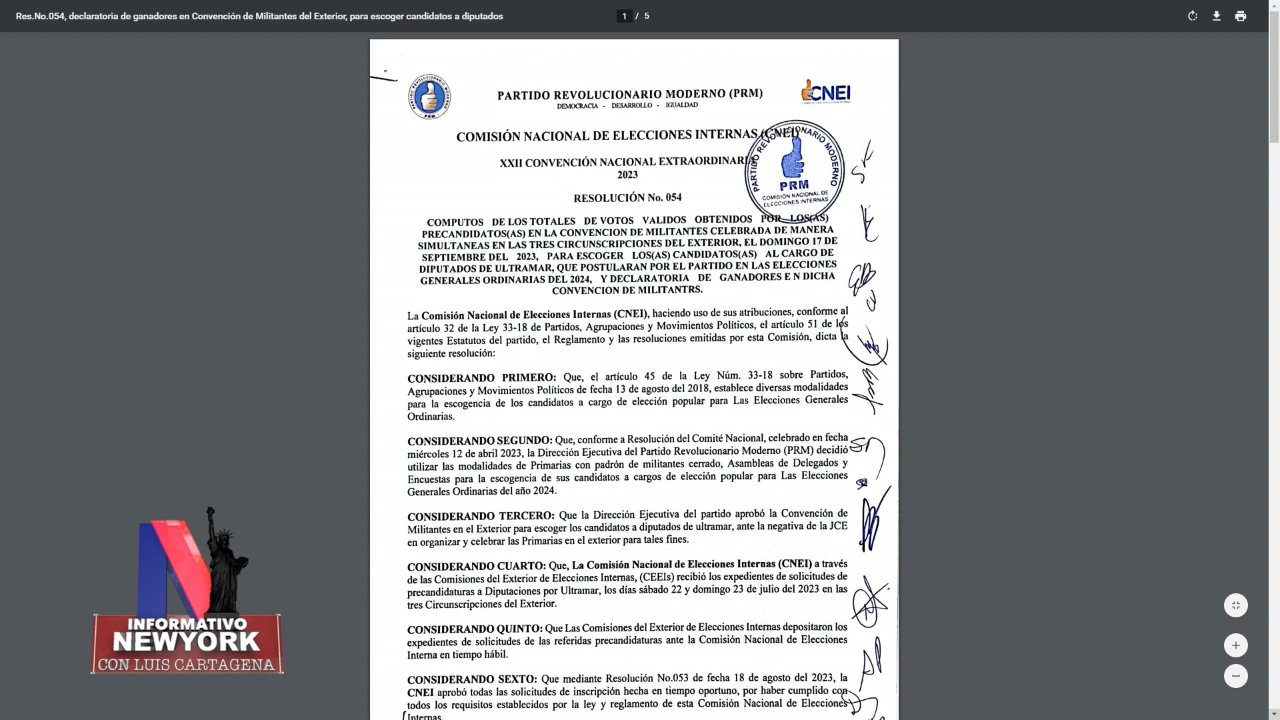 Res.No.054, declaratoria de ganadores en Convención de Militantes del Exterior, para escoger candidatos a diputados
1 / 5
PARTIDO REVOLUCIONARIO MODERNO (PRM)
DEMOCRACIA - DESARROLLO - IGUALDAD
CNEI
COMISIÓN NACIONAL DE ELECCIONES INTERNAS (CNEI)
XXII CONVENCIÓN NACIONAL EXTRAORDINARIA
2023
RESOLUCIÓN No. 054
PARTIDO REVOLUCIONARIO MODERNO
PRM
COMISIÓN NACIONAL DE
ELECCIONES INTERNAS
COMPUTOS DE LOS TOTALES DE VOTOS VALIDOS OBTENIDOS POR LOS(AS)
PRECANDIDATOS(AS) EN LA CONVENCION DE MILITANTES CELEBRADA DE MANERA
SIMULTANEAS EN LAS TRES CIRCUNSCRIPCIONES DEL EXTERIOR, EL DOMINGO 17 DE
SEPTIEMBRE DEL 2023, PARA ESCOGER LOS(AS) CANDIDATOS(AS) AL CARGO DE
DIPUTADOS DE ULTRAMAR, QUE POSTULARAN POR EL PARTIDO EN LAS ELECCIONES
GENERALES ORDINARIAS DEL 2024, Y DECLARATORIA DE GANADORES E N DICHA
CONVENCION DE MILITANTRS.
La Comisión Nacional de Elecciones Internas (CNEI), haciendo uso de sus atribuciones, conforme al
artículo 32 de la Ley 33-18 de Partidos, Agrupaciones y Movimientos Políticos, el artículo 51 de los
vigentes Estatutos del partido, el Reglamento y las resoluciones emitidas por esta Comisión, dicta la
siguiente resolución:
CONSIDERANDO PRIMERO: Que, el artículo 45 de la Ley Núm. 33-18 sobre Partidos,
Agrupaciones y Movimientos Políticos de fecha 13 de agosto del 2018, establece diversas modalidades
para la escogencia de los candidatos a cargo de elección popular para Las Elecciones Generales
Ordinarias.
CONSIDERANDO SEGUNDO: Que, conforme a Resolución del Comité Nacional, celebrado en fecha
miércoles 12 de abril 2023, la Dirección Ejecutiva del Partido Revolucionario Moderno (PRM) decidió
utilizar las modalidades de Primarias con padrón de militantes cerrado, Asambleas de Delegados y
Encuestas para la escogencia de sus candidatos a cargos de elección popular para Las Elecciones
Generales Ordinarias del año 2024.
CONSIDERANDO TERCERO: Que la Dirección Ejecutiva del partido aprobó la Convención de
Militantes en el Exterior para escoger los candidatos a diputados de ultramar, ante la negativa de la JCE
en organizar y celebrar las Primarias en el exterior para tales fines.
CONSIDERANDO CUARTO: Que, La Comisión Nacional de Elecciones Internas (CNEI) a través
de las Comisiones del Exterior de Elecciones Internas, (CEEIs) recibió los expedientes de solicitudes de
precandidaturas a Diputaciones por Ultramar, los días sábado 22 y domingo 23 de julio del 2023 en las
tres Circunscripciones del Exterior.
CONSIDERANDO QUINTO: Que Las Comisiones del Exterior de Elecciones Internas depositaron los
expedientes de solicitudes de las referidas precandidaturas ante la Comisión Nacional de Elecciones
Interna en tiempo hábil.
CONSIDERANDO SEXTO: Que mediante Resolución No.053 de fecha 18 de agosto del 2023, la
CNEI aprobó todas las solicitudes de inscripción hecha en tiempo oportuno, por haber cumplido con
todos los requisitos establecidos por la ley y reglamento de esta Comisión Nacional de Elecciones
Internas.
INFORMATIVO
NEWYORK
CON LUIS CARTAGENA